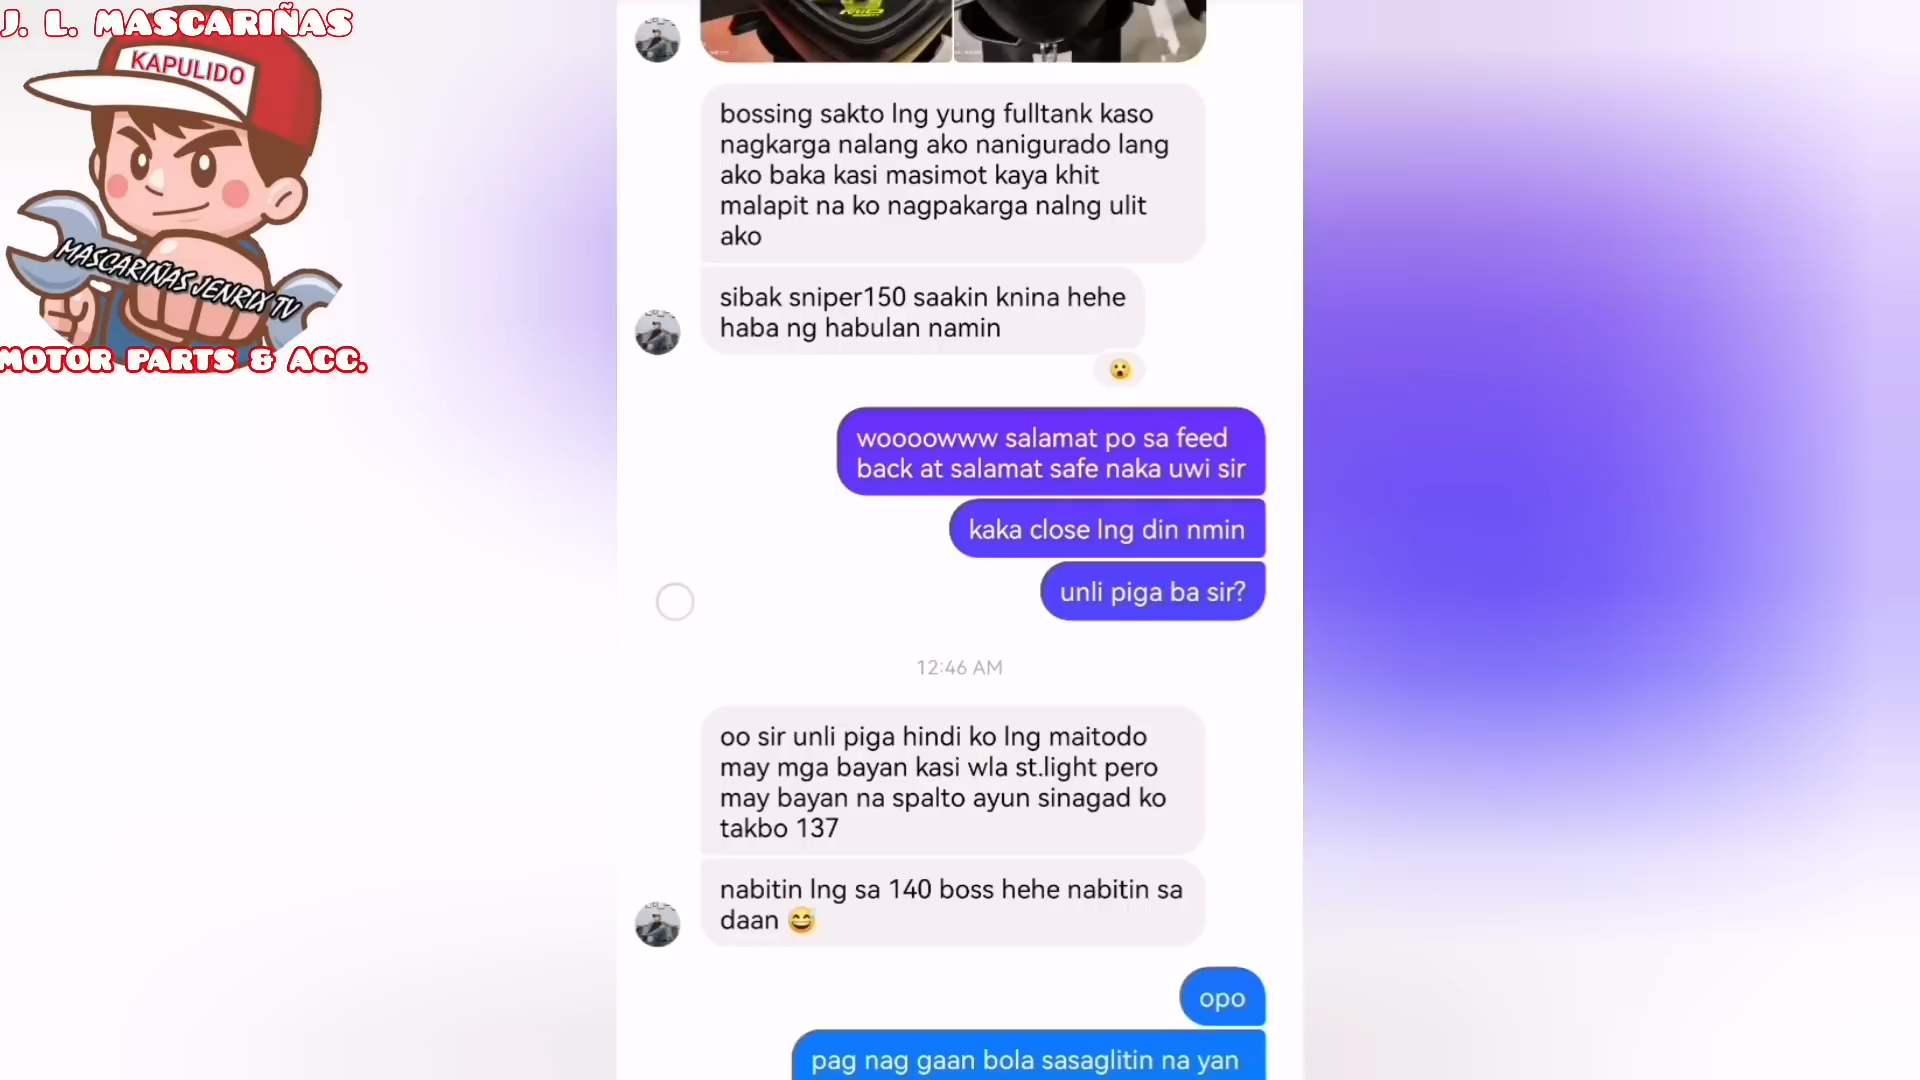 J. L. MASCARIÑAS
KAPULIDO
MASCARIÑAS JENRIX TV
MOTOR PARTS & ACC.
bossing sakto lng yung fulltank kaso
nagkarga nalang ako nanigurado lang
ako baka kasi masimot kaya khit
malapit na ko nagpakarga nalng ulit
ako
sibak sniper150 saakin knina hehe
haba ng habulan namin
😮
woooowww salamat po sa feed
back at salamat safe naka uwi sir
kaka close lng din nmin
unli piga ba sir?
12:46 AM
oo sir unli piga hindi ko lng maitodo
may mga bayan kasi wla st.light pero
may bayan na spalto ayun sinagad ko
takbo 137
nabitin lng sa 140 boss hehe nabitin sa
daan 😅
opo
pag nag gaan bola sasaglitin na yan